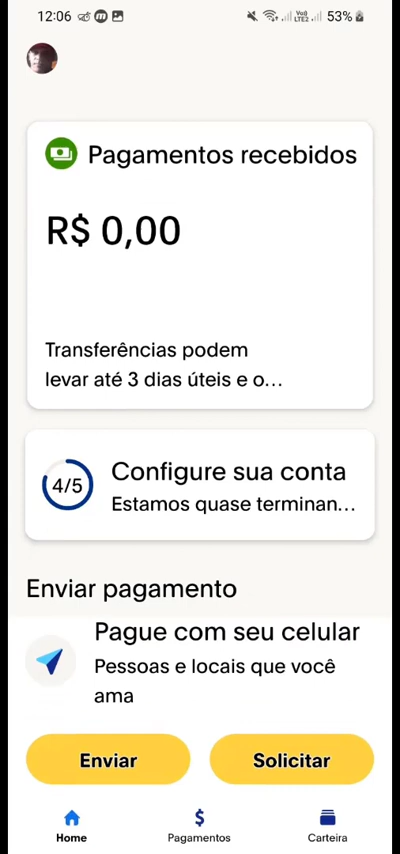 12:06
VoB
LTE2
53%
Pagamentos recebidos
R$ 0,00
Transferências podem
levar até 3 dias úteis e o...
4/5
Configure sua conta
Estamos quase terminan...
Enviar pagamento
Pague com seu celular
Pessoas e locais que você
ama
Enviar
Solicitar
$
Home
Pagamentos
Carteira